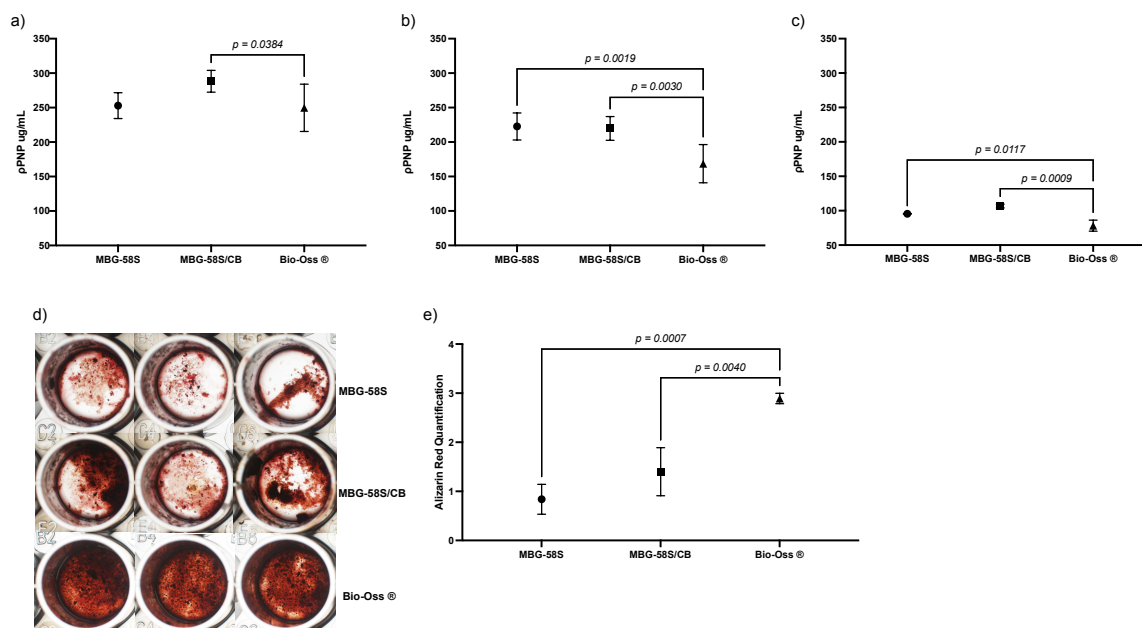 a)
350
300
250
200
150
100
50
ρPNP ug/mL
p = 0.0384
MBG-58S
MBG-58S/CB
Bio-Oss ®
b)
350
300
250
200
150
100
50
ρPNP ug/mL
p = 0.0019
p = 0.0030
MBG-58S
MBG-58S/CB
Bio-Oss ®
c)
350
300
250
200
150
100
50
ρPNP ug/mL
p = 0.0117
p = 0.0009
MBG-58S
MBG-58S/CB
Bio-Oss ®
d)
MBG-58S
MBG-58S/CB
Bio-Oss ®
e)
4
3
2
1
0
Alizarin Red Quantification
p = 0.0007
p = 0.0040
MBG-58S
MBG-58S/CB
Bio-Oss ®